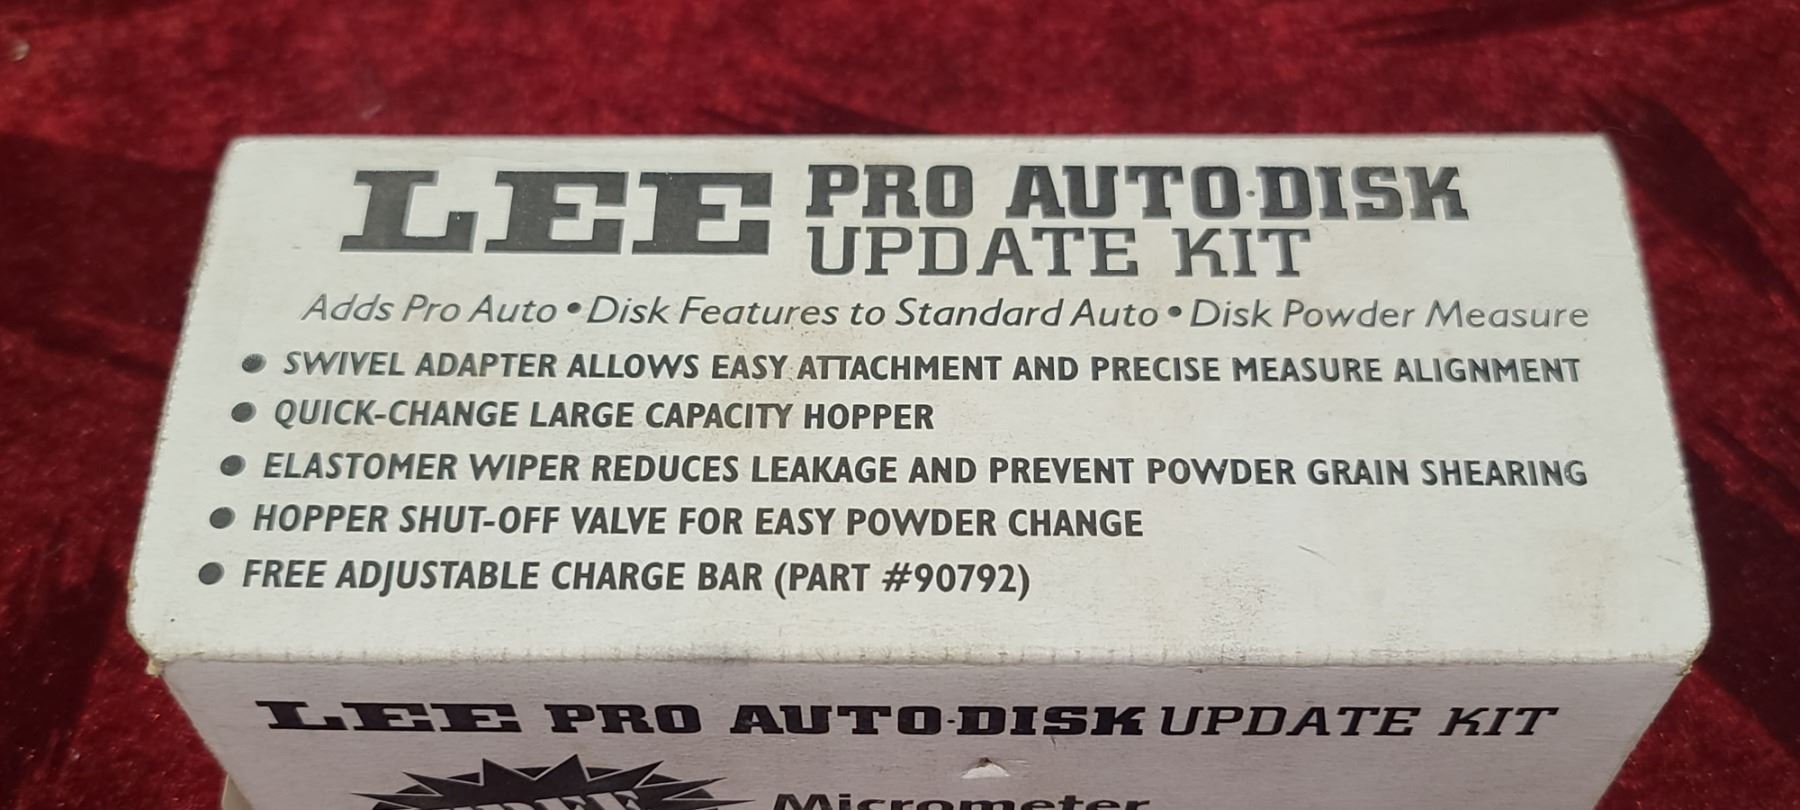 LEE PRO AUTO·DISK
UPDATE KIT
Adds Pro Auto • Disk Features to Standard Auto • Disk Powder Measure
• SWIVEL ADAPTER ALLOWS EASY ATTACHMENT AND PRECISE MEASURE ALIGNMENT
• QUICK-CHANGE LARGE CAPACITY HOPPER
• ELASTOMER WIPER REDUCES LEAKAGE AND PREVENT POWDER GRAIN SHEARING
• HOPPER SHUT-OFF VALVE FOR EASY POWDER CHANGE
• FREE ADJUSTABLE CHARGE BAR (PART #90792)
LEE PRO AUTO·DISK UPDATE KIT
FREE
Micrometer